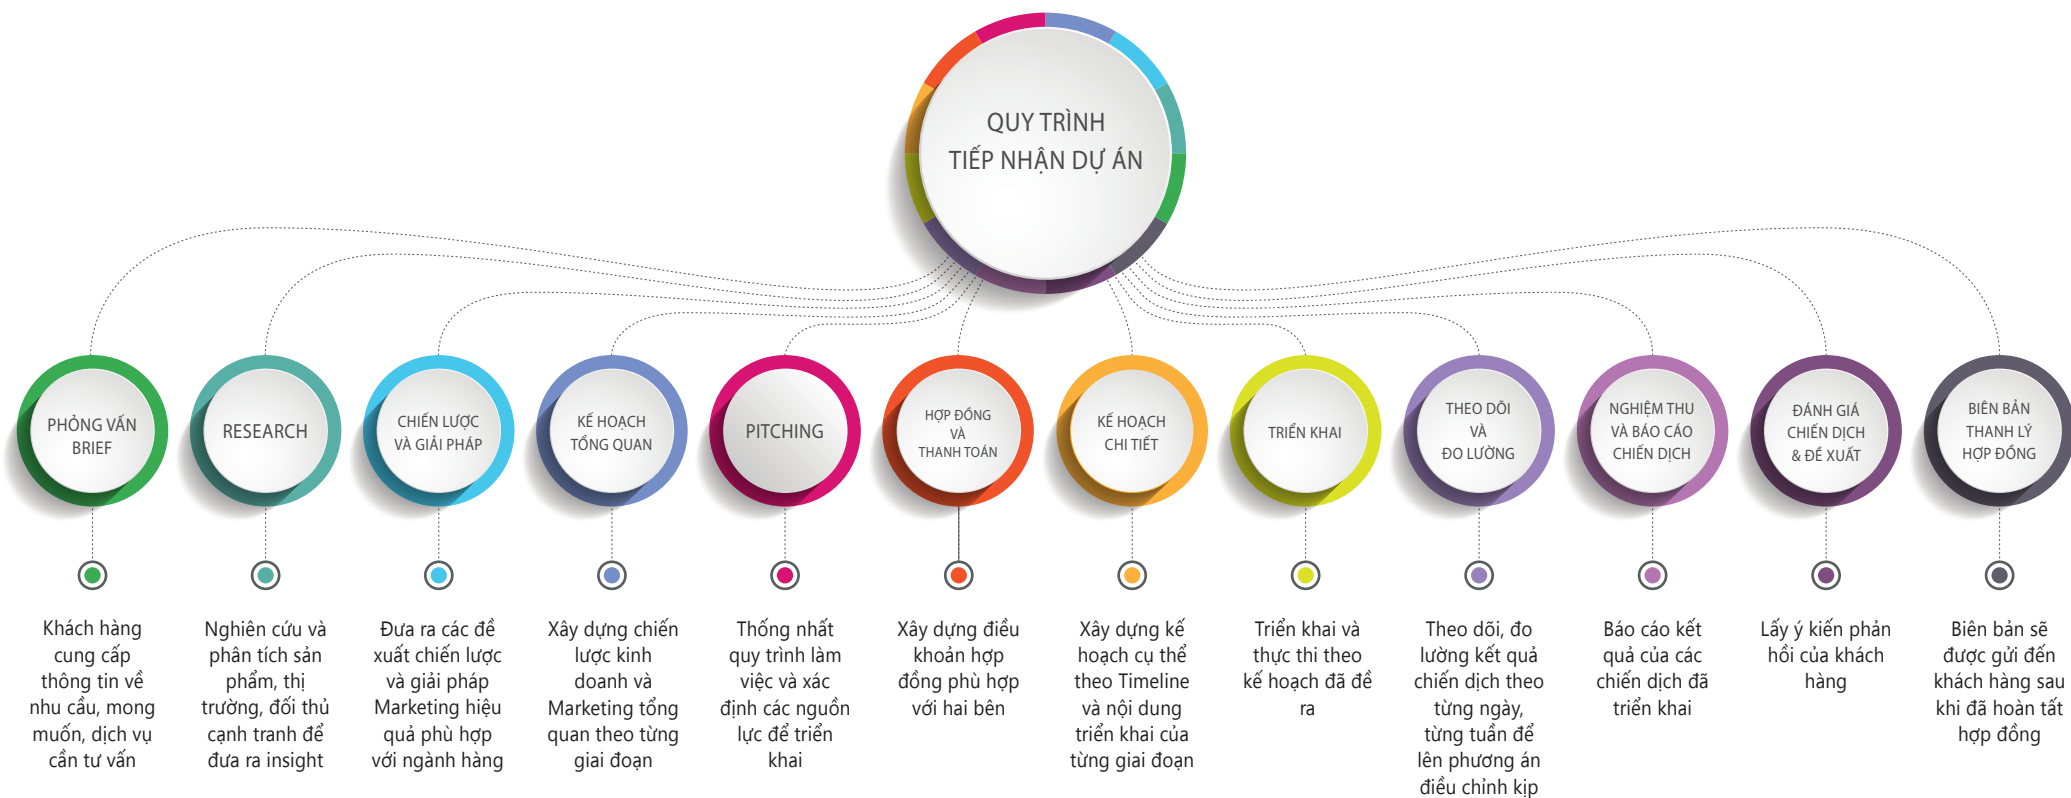 QUY TRÌNH
TIẾP NHẬN DỰ ÁN
PHỎNG VẤN
BRIEF
RESEARCH
CHIẾN LƯỢC
VÀ GIẢI PHÁP
KẾ HOẠCH
TỔNG QUAN
PITCHING
HỢP ĐỒNG
VÀ
THANH TOÁN
KẾ HOẠCH
CHI TIẾT
TRIỂN KHAI
THEO DÕI
VÀ
ĐO LƯỜNG
NGHIỆM THU
VÀ BÁO CÁO
CHIẾN DỊCH
ĐÁNH GIÁ
CHIẾN DỊCH
& ĐỀ XUẤT
BIÊN BẢN
THANH LÝ
HỢP ĐỒNG
Khách hàng
cung cấp
thông tin về
nhu cầu, mong
muốn, dịch vụ
cần tư vấn
Nghiên cứu và
phân tích sản
phẩm, thị
trường, đối thủ
cạnh tranh để
đưa ra insight
Đưa ra các đề
xuất chiến lược
và giải pháp
Marketing hiệu
quả phù hợp
với ngành hàng
Xây dựng chiến
lược kinh
doanh và
Marketing tổng
quan theo từng
giai đoạn
Thống nhất
quy trình làm
việc và xác
định các nguồn
lực để triển
khai
Xây dựng điều
khoản hợp
đồng phù hợp
với hai bên
Xây dựng kế
hoạch cụ thể
theo Timeline
và nội dung
triển khai của
từng giai đoạn
Triển khai và
thực thi theo
kế hoạch đã đề
ra
Theo dõi, đo
lường kết quả
chiến dịch theo
từng ngày,
từng tuần để
lên phương án
điều chỉnh kịp
Báo cáo kết
quả của các
chiến dịch đã
triển khai
Lấy ý kiến phản
hồi của khách
hàng
Biên bản sẽ
được gửi đến
khách hàng sau
khi đã hoàn tất
hợp đồng